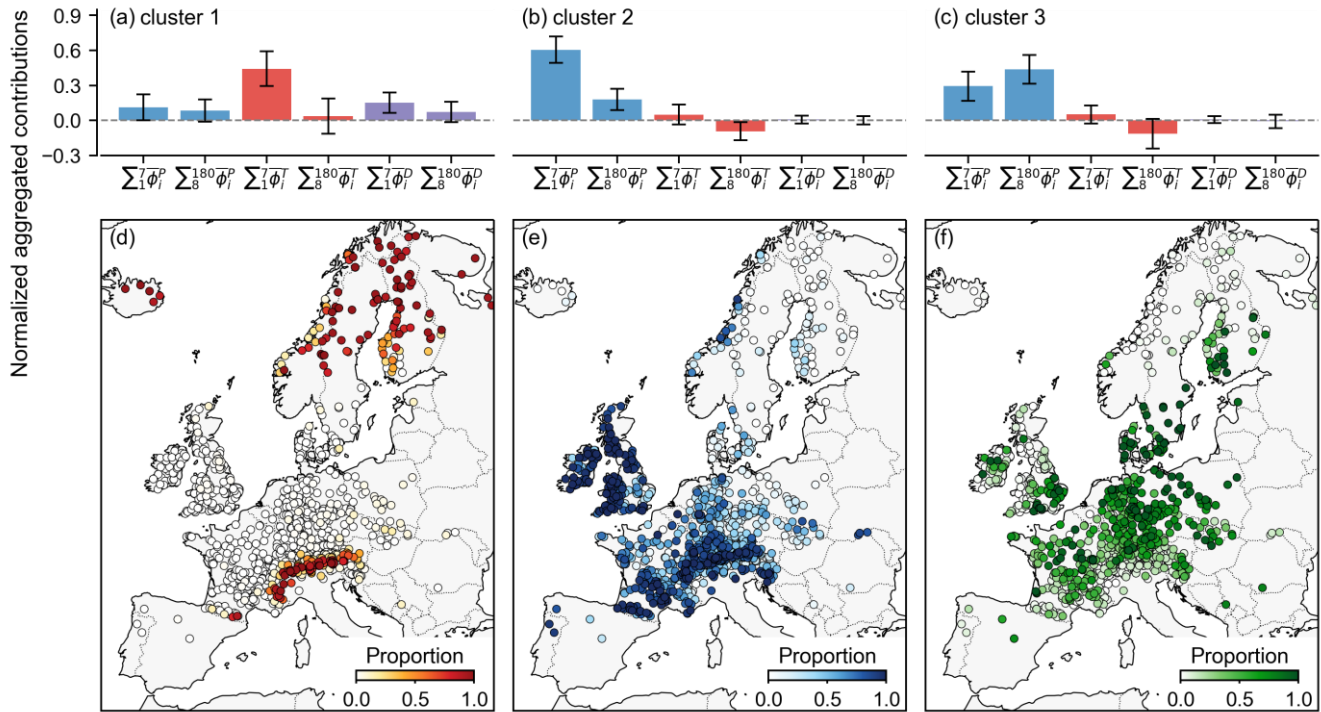 Normalized aggregated contributions
(a) cluster 1
(b) cluster 2
(c) cluster 3
0.9
0.6
0.3
0.0
−0.3
∑₁⁷ϕ̄ᵢᴾ ∑₈¹⁸⁰ϕ̄ᵢᴾ ∑₁⁷ϕ̄ᵢᵀ ∑₈¹⁸⁰ϕ̄ᵢᵀ ∑₁⁷ϕ̄ᵢᴰ ∑₈¹⁸⁰ϕ̄ᵢᴰ
∑₁⁷ϕ̄ᵢᴾ ∑₈¹⁸⁰ϕ̄ᵢᴾ ∑₁⁷ϕ̄ᵢᵀ ∑₈¹⁸⁰ϕ̄ᵢᵀ ∑₁⁷ϕ̄ᵢᴰ ∑₈¹⁸⁰ϕ̄ᵢᴰ
∑₁⁷ϕ̄ᵢᴾ ∑₈¹⁸⁰ϕ̄ᵢᴾ ∑₁⁷ϕ̄ᵢᵀ ∑₈¹⁸⁰ϕ̄ᵢᵀ ∑₁⁷ϕ̄ᵢᴰ ∑₈¹⁸⁰ϕ̄ᵢᴰ
(d)
Proportion
0.0 0.5 1.0
(e)
Proportion
0.0 0.5 1.0
(f)
Proportion
0.0 0.5 1.0